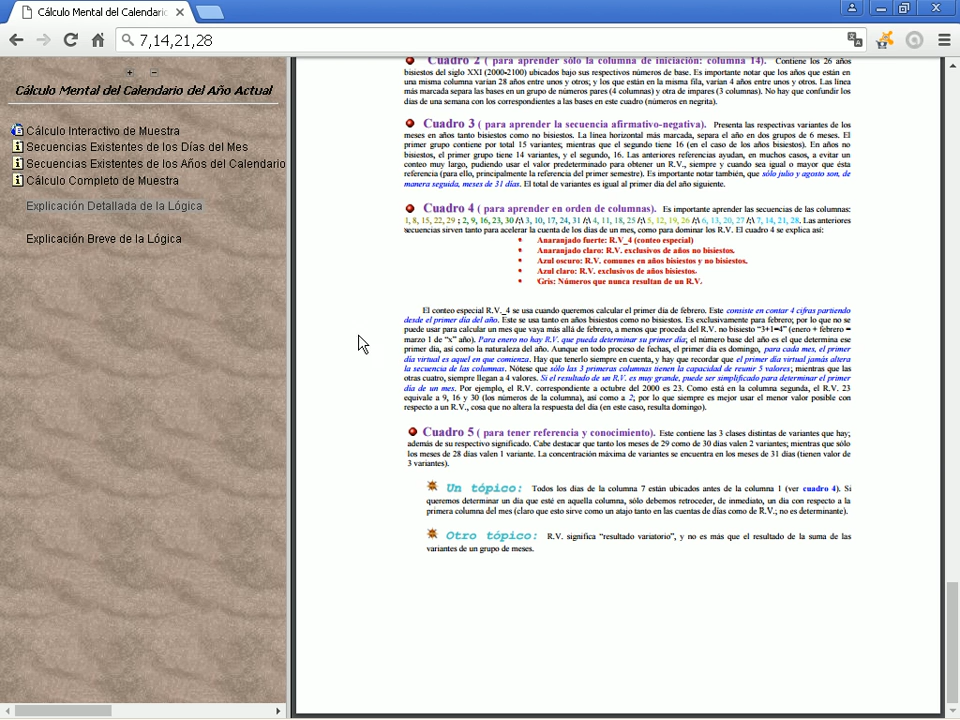 Cálculo Mental del Calendari
7,14,21,28
+ –
Cálculo Mental del Calendario del Año Actual
Cálculo Interactivo de Muestra
Secuencias Existentes de los Días del Mes
Secuencias Existentes de los Años del Calendario
Cálculo Completo de Muestra
Explicación Detallada de la Lógica
Explicación Breve de la Lógica
Cuadro 2 ( para aprender sólo la columna de iniciación: columna 14). Contiene los 26 años
bisiestos del siglo XXI (2000-2100) ubicados bajo sus respectivos números de base. Es importante notar que los años que están en
una misma columna varían 28 años entre unos y otros; y los que están en la misma fila, varían 4 años entre unos y otros. Las línea
más marcada separa las bases en un grupo de números pares (4 columnas) y otra de impares (3 columnas). No hay que confundir los
días de una semana con los correspondientes a las bases en este cuadro (números en negrita).
Cuadro 3 ( para aprender la secuencia afirmativo-negativa). Presenta las respectivas variantes de los
meses en años tanto bisiestos como no bisiestos. La línea horizontal más marcada, separa el año en dos grupos de 6 meses. El
primer grupo contiene por total 15 variantes; mientras que el segundo tiene 16 (en el caso de los años bisiestos). En años no
bisiestos, el primer grupo tiene 14 variantes, y el segundo, 16. Las anteriores referencias ayudan, en muchos casos, a evitar un
conteo muy largo, pudiendo usar el valor predeterminado para obtener un R.V., siempre y cuando sea igual o mayor que ésta
referencia (para ello, principalmente la referencia del primer semestre). Es importante notar también, que sólo julio y agosto son, de
manera seguida, meses de 31 días. El total de variantes es igual al primer día del año siguiente.
Cuadro 4 ( para aprender en orden de columnas). Es importante aprender las secuencias de las columnas:
1, 8, 15, 22, 29 ; 2, 9, 16, 23, 30 /;\ 3, 10, 17, 24, 31 /;\ 4, 11, 18, 25 /;\ 5, 12, 19, 26 /;\ 6, 13, 20, 27 /;\ 7, 14, 21, 28. Las anteriores
secuencias sirven tanto para acelerar la cuenta de los días de un mes, como para dominar los R.V. El cuadro 4 se explica así:
• Anaranjado fuerte: R.V_4 (conteo especial)
• Anaranjado claro: R.V. exclusivos de años no bisiestos.
• Azul oscuro: R.V. comunes en años bisiestos y no bisiestos.
• Azul claro: R.V. exclusivos de años bisiestos.
• Gris: Números que nunca resultan de un R.V.
El conteo especial R.V._4 se usa cuando queremos calcular el primer día de febrero. Este consiste en contar 4 cifras partiendo
desde el primer día del año. Este se usa tanto en años bisiestos como no bisiestos. Es exclusivamente para febrero; por lo que no se
puede usar para calcular un mes que vaya más allá de febrero, a menos que proceda del R.V. no bisiesto “3+1=4” (enero + febrero =
marzo 1 de “x” año). Para enero no hay R.V. que pueda determinar su primer día; el número base del año es el que determina ese
primer día, así como la naturaleza del año. Aunque en todo proceso de fechas, el primer día es domingo, para cada mes, el primer
día virtual es aquel en que comienza. Hay que tenerlo siempre en cuenta, y hay que recordar que el primer día virtual jamás altera
la secuencia de las columnas. Nótese que sólo las 3 primeras columnas tienen la capacidad de reunir 5 valores; mientras que las
otras cuatro, siempre llegan a 4 valores. Si el resultado de un R.V. es muy grande, puede ser simplificado para determinar el primer
día de un mes. Por ejemplo, el R.V. correspondiente a octubre del 2000 es 23. Como está en la columna segunda, el R.V. 23
equivale a 9, 16 y 30 (los números de la columna), así como a 2; por lo que siempre es mejor usar el menor valor posible con
respecto a un R.V., cosa que no altera la respuesta del día (en este caso, resulta domingo).
Cuadro 5 ( para tener referencia y conocimiento). Este contiene las 3 clases distintas de variantes que hay;
además de su respectivo significado. Cabe destacar que tanto los meses de 29 como de 30 días valen 2 variantes; mientras que sólo
los meses de 28 días valen 1 variante. La concentración máxima de variantes se encuentra en los meses de 31 días (tienen valor de
3 variantes).
Un tópico: Todos los días de la columna 7 están ubicados antes de la columna 1 (ver cuadro 4). Si
queremos determinar un día que esté en aquella columna, sólo debemos retroceder, de inmediato, un día con respecto a la
primera columna del mes (claro que esto sirve como un atajo tanto en las cuentas de días como de R.V.; no es determinante).
Otro tópico: R.V. significa “resultado variatorio”, y no es más que el resultado de la suma de las
variantes de un grupo de meses.